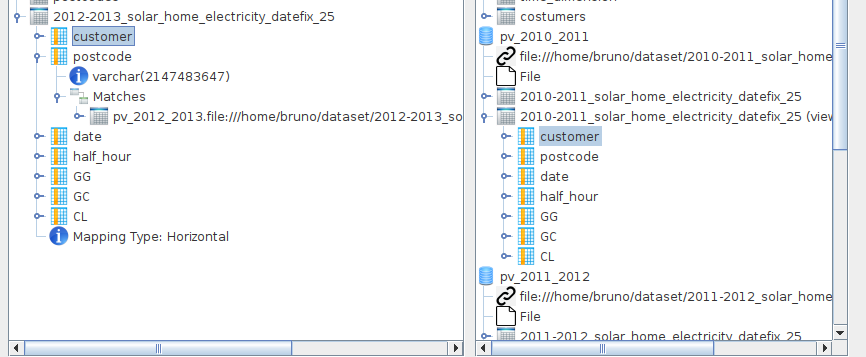 2012-2013_solar_home_electricity_datefix_25
customer
postcode
varchar(2147483647)
Matches
pv_2012_2013.file:///home/bruno/dataset/2012-2013_so
date
half_hour
GG
GC
CL
Mapping Type: Horizontal
costumers
pv_2010_2011
file:///home/bruno/dataset/2010-2011_solar_home
File
2010-2011_solar_home_electricity_datefix_25
2010-2011_solar_home_electricity_datefix_25 (view
customer
postcode
date
half_hour
GG
GC
CL
pv_2011_2012
file:///home/bruno/dataset/2011-2012_solar_home
File
2011-2012_solar_home_electricity_datefix_25